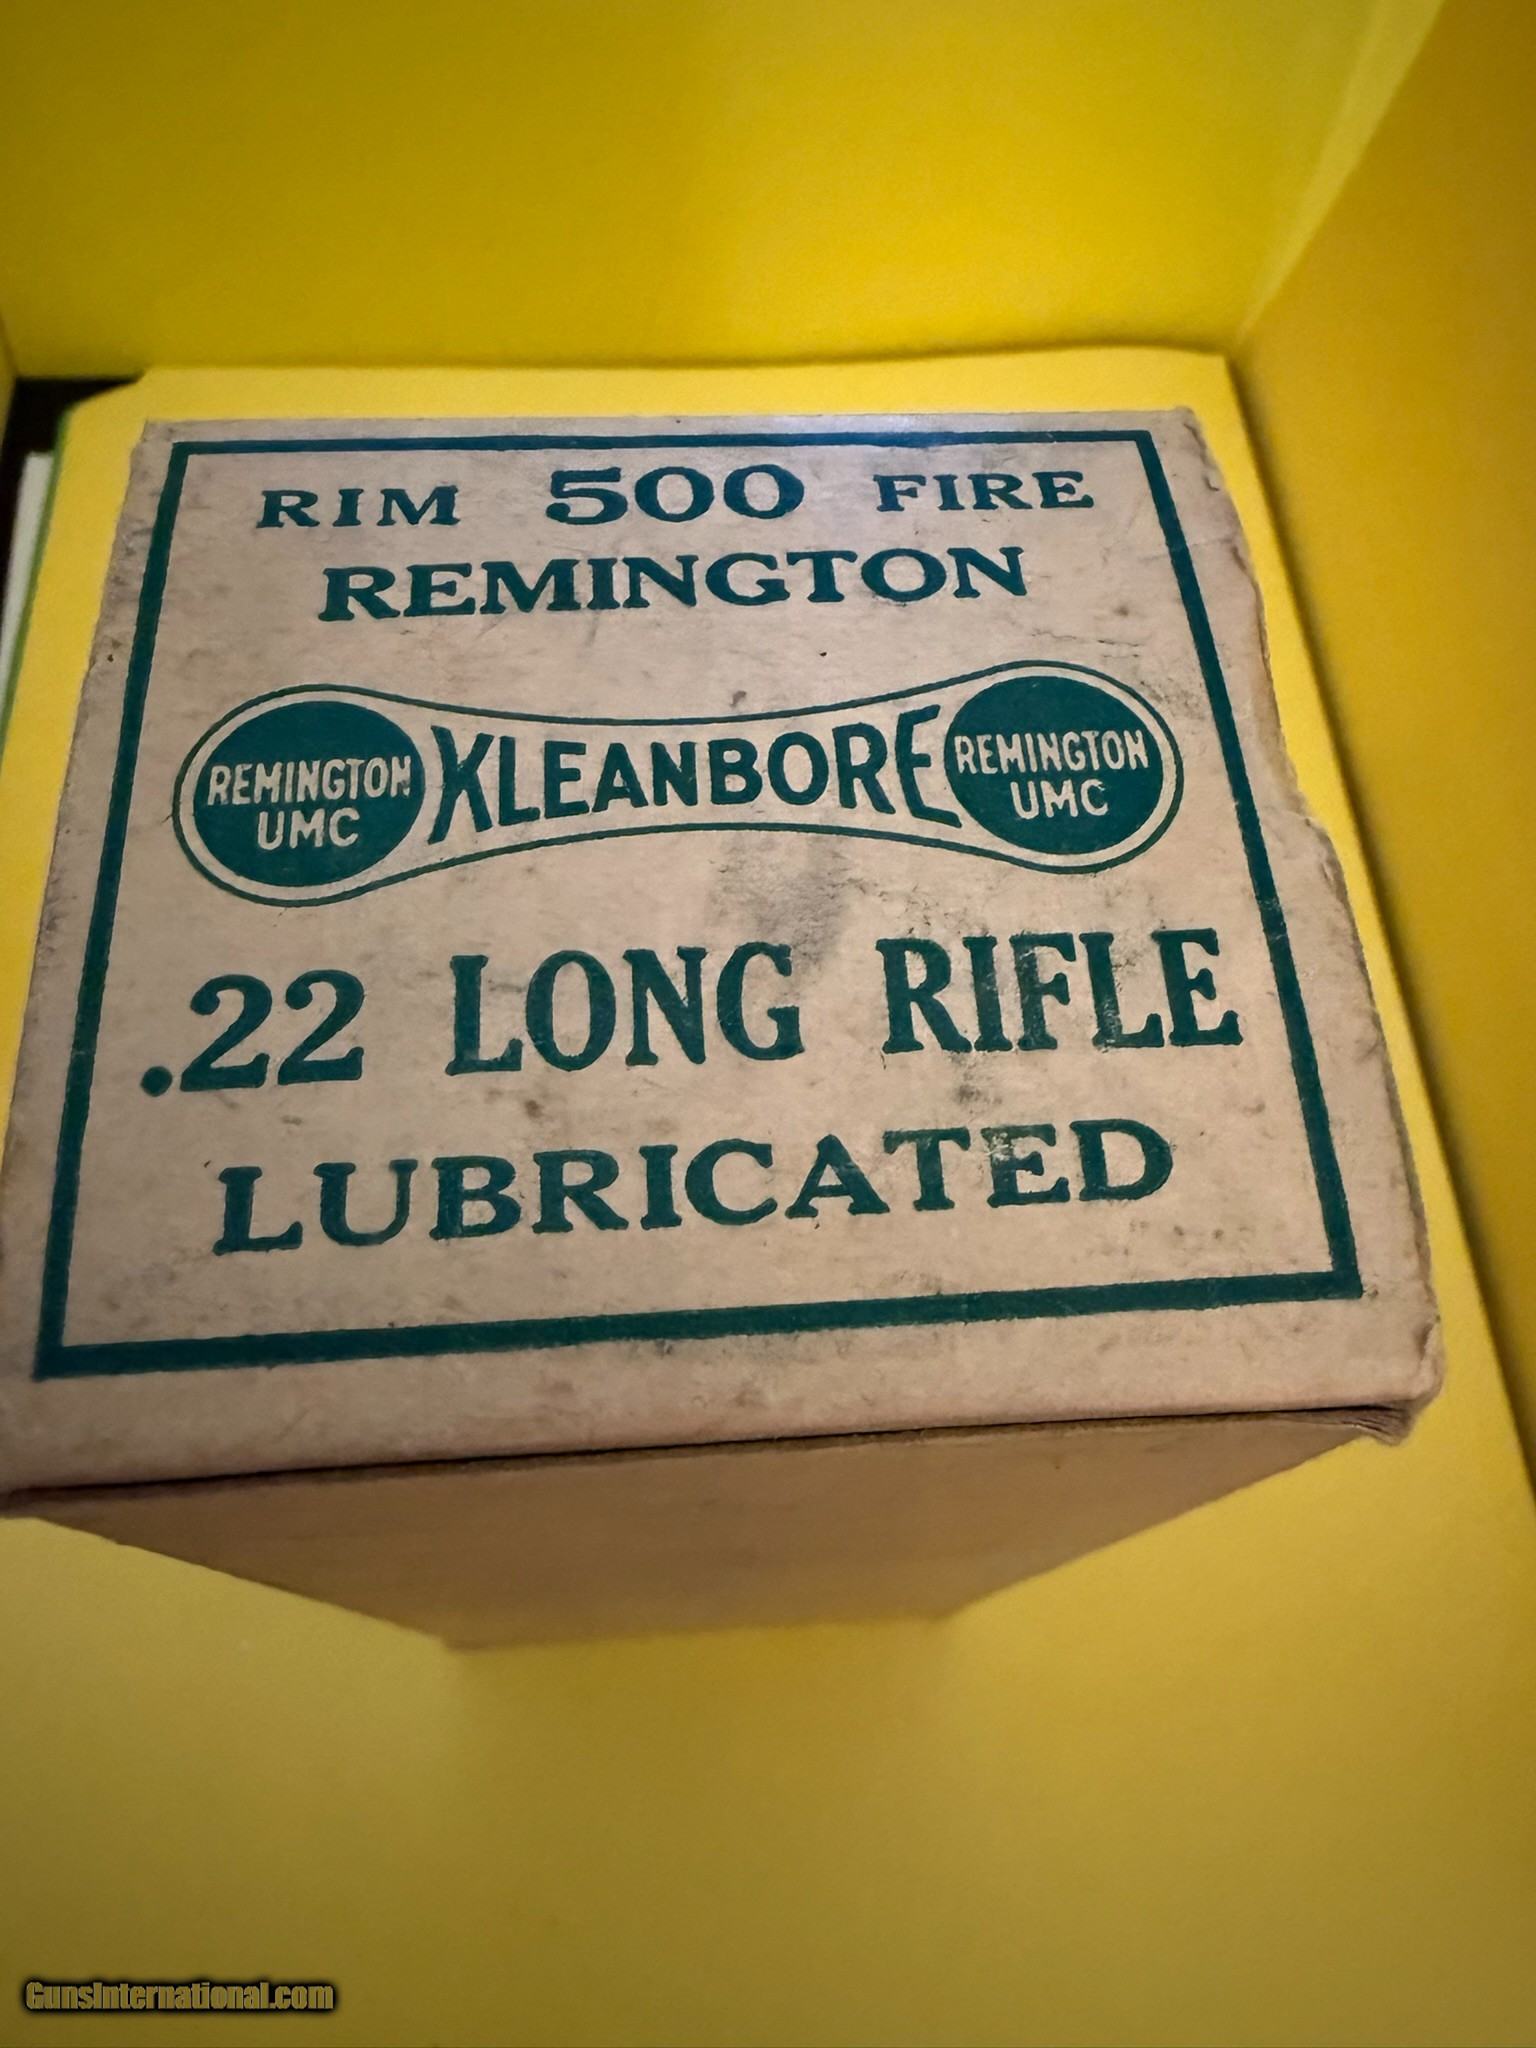 RIM 500 FIRE
REMINGTON
REMINGTON UMC KLEANBORE REMINGTON UMC
.22 LONG RIFLE
LUBRICATED
GunsInternational.com